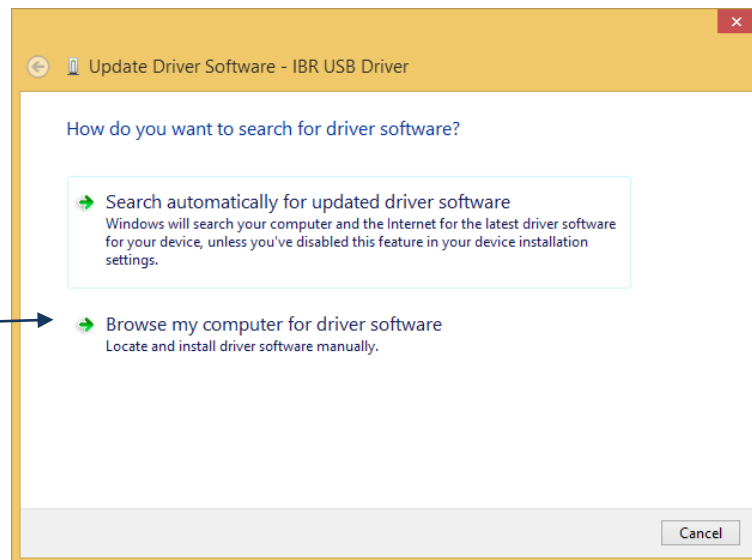 Update Driver Software - IBR USB Driver
How do you want to search for driver software?
Search automatically for updated driver software
Windows will search your computer and the Internet for the latest driver software
for your device, unless you've disabled this feature in your device installation
settings.
Browse my computer for driver software
Locate and install driver software manually.
Cancel